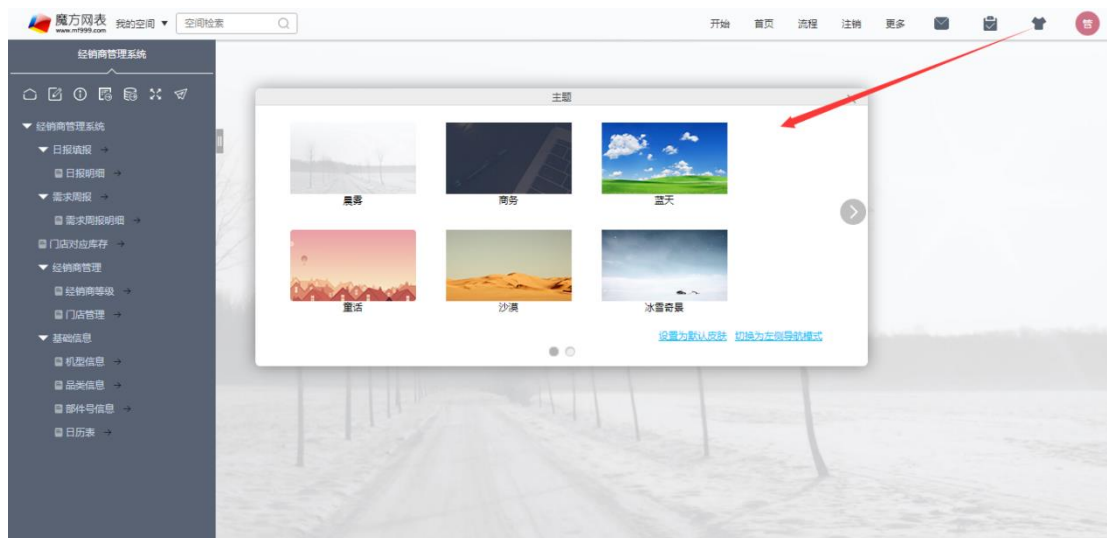 魔方网表
www.mf999.com
我的空间 ▼
空间检索
开始 首页 流程 注销 更多
管
经销商管理系统
经销商管理系统
日报填报
日报明细
需求周报
需求周报明细
门店对应库存
经销商管理
经销商等级
门店管理
基础信息
机型信息
品类信息
部件号信息
日历表
主题
晨雾 商务 蓝天
童话 沙漠 冰雪奇景
设置为默认皮肤 切换为左侧导航模式